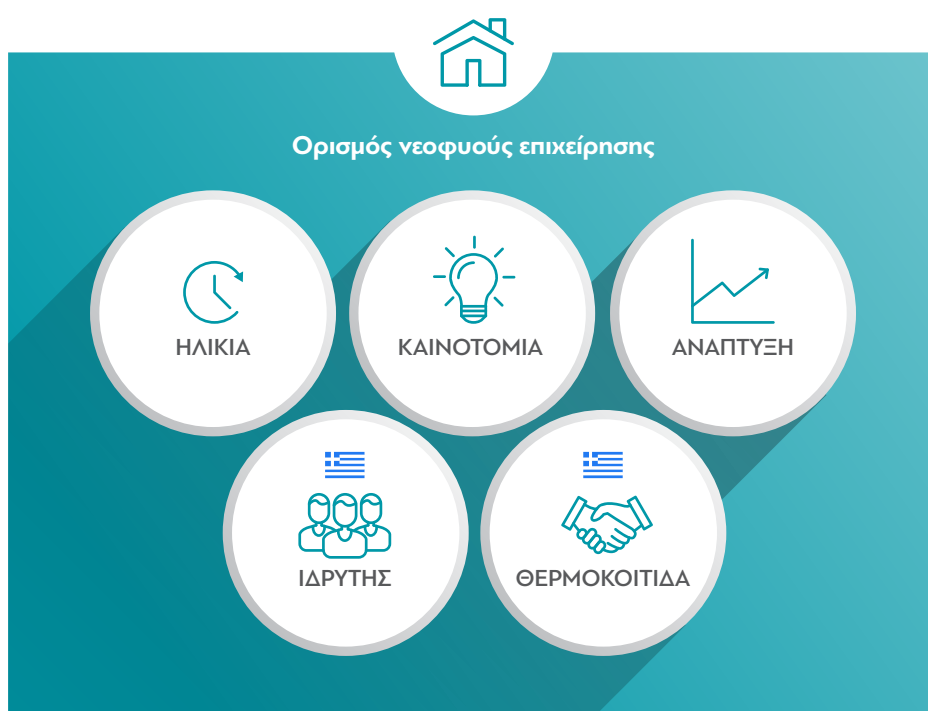 Ορισμός νεοφυούς επιχείρησης
ΗΛΙΚΙΑ
ΚΑΙΝΟΤΟΜΙΑ
ΑΝΑΠΤΥΞΗ
ΙΔΡΥΤΗΣ
ΘΕΡΜΟΚΟΙΤΙΔΑ